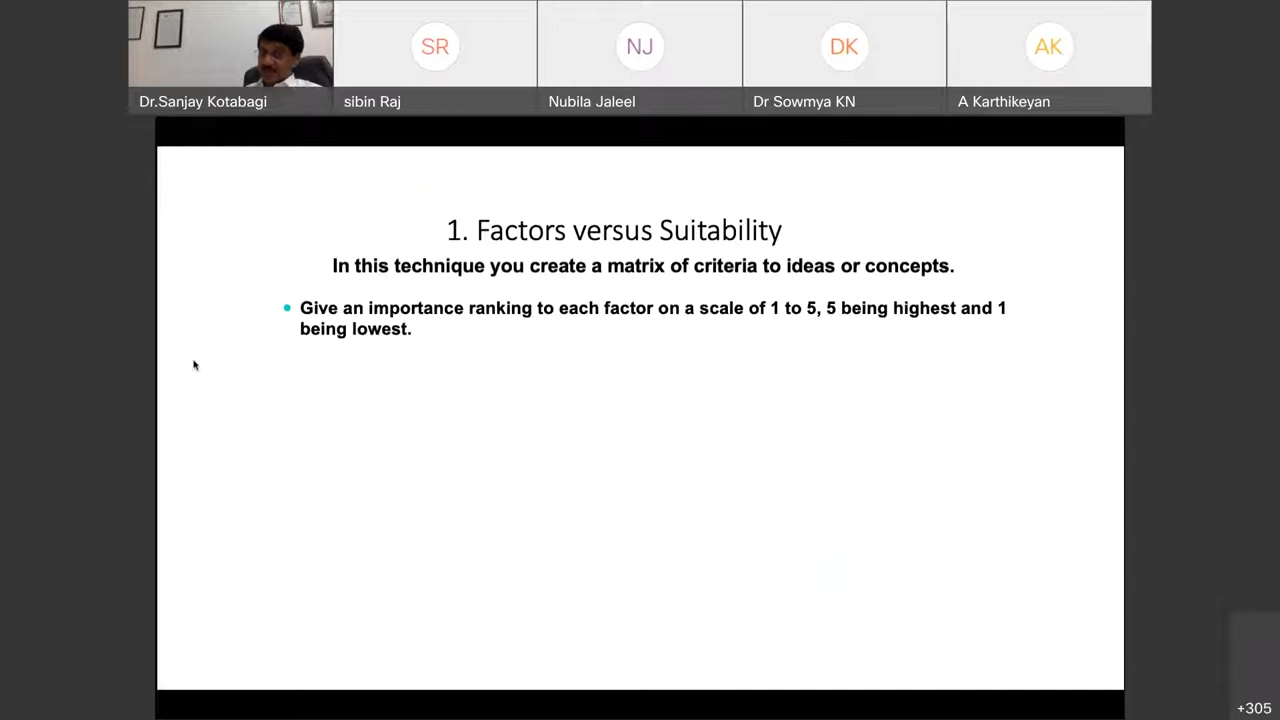 SR
NJ
DK
AK
Dr.Sanjay Kotabagi
sibin Raj
Nubila Jaleel
Dr Sowmya KN
A Karthikeyan
1. Factors versus Suitability
In this technique you create a matrix of criteria to ideas or concepts.
• Give an importance ranking to each factor on a scale of 1 to 5, 5 being highest and 1
being lowest.
+305